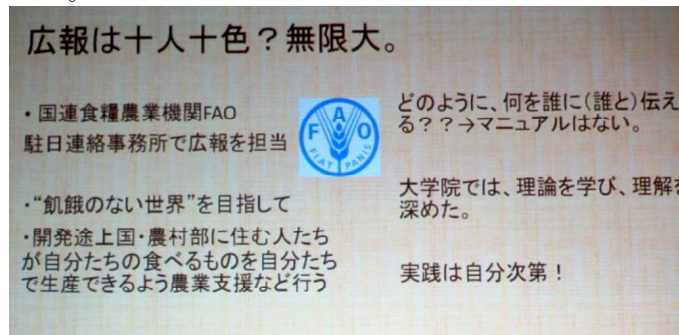 広報は十人十色？無限大。
・国連食糧農業機関FAO
駐日連絡事務所で広報を担当
・“飢餓のない世界”を目指して
・開発途上国・農村部に住む人たち
が自分たちの食べるものを自分たち
で生産できるよう農業支援など行う
F A O
FIAT PANIS
どのように、何を誰に（誰と）伝え
る？？→マニュアルはない。
大学院では、理論を学び、理解を
深めた。
実践は自分次第！